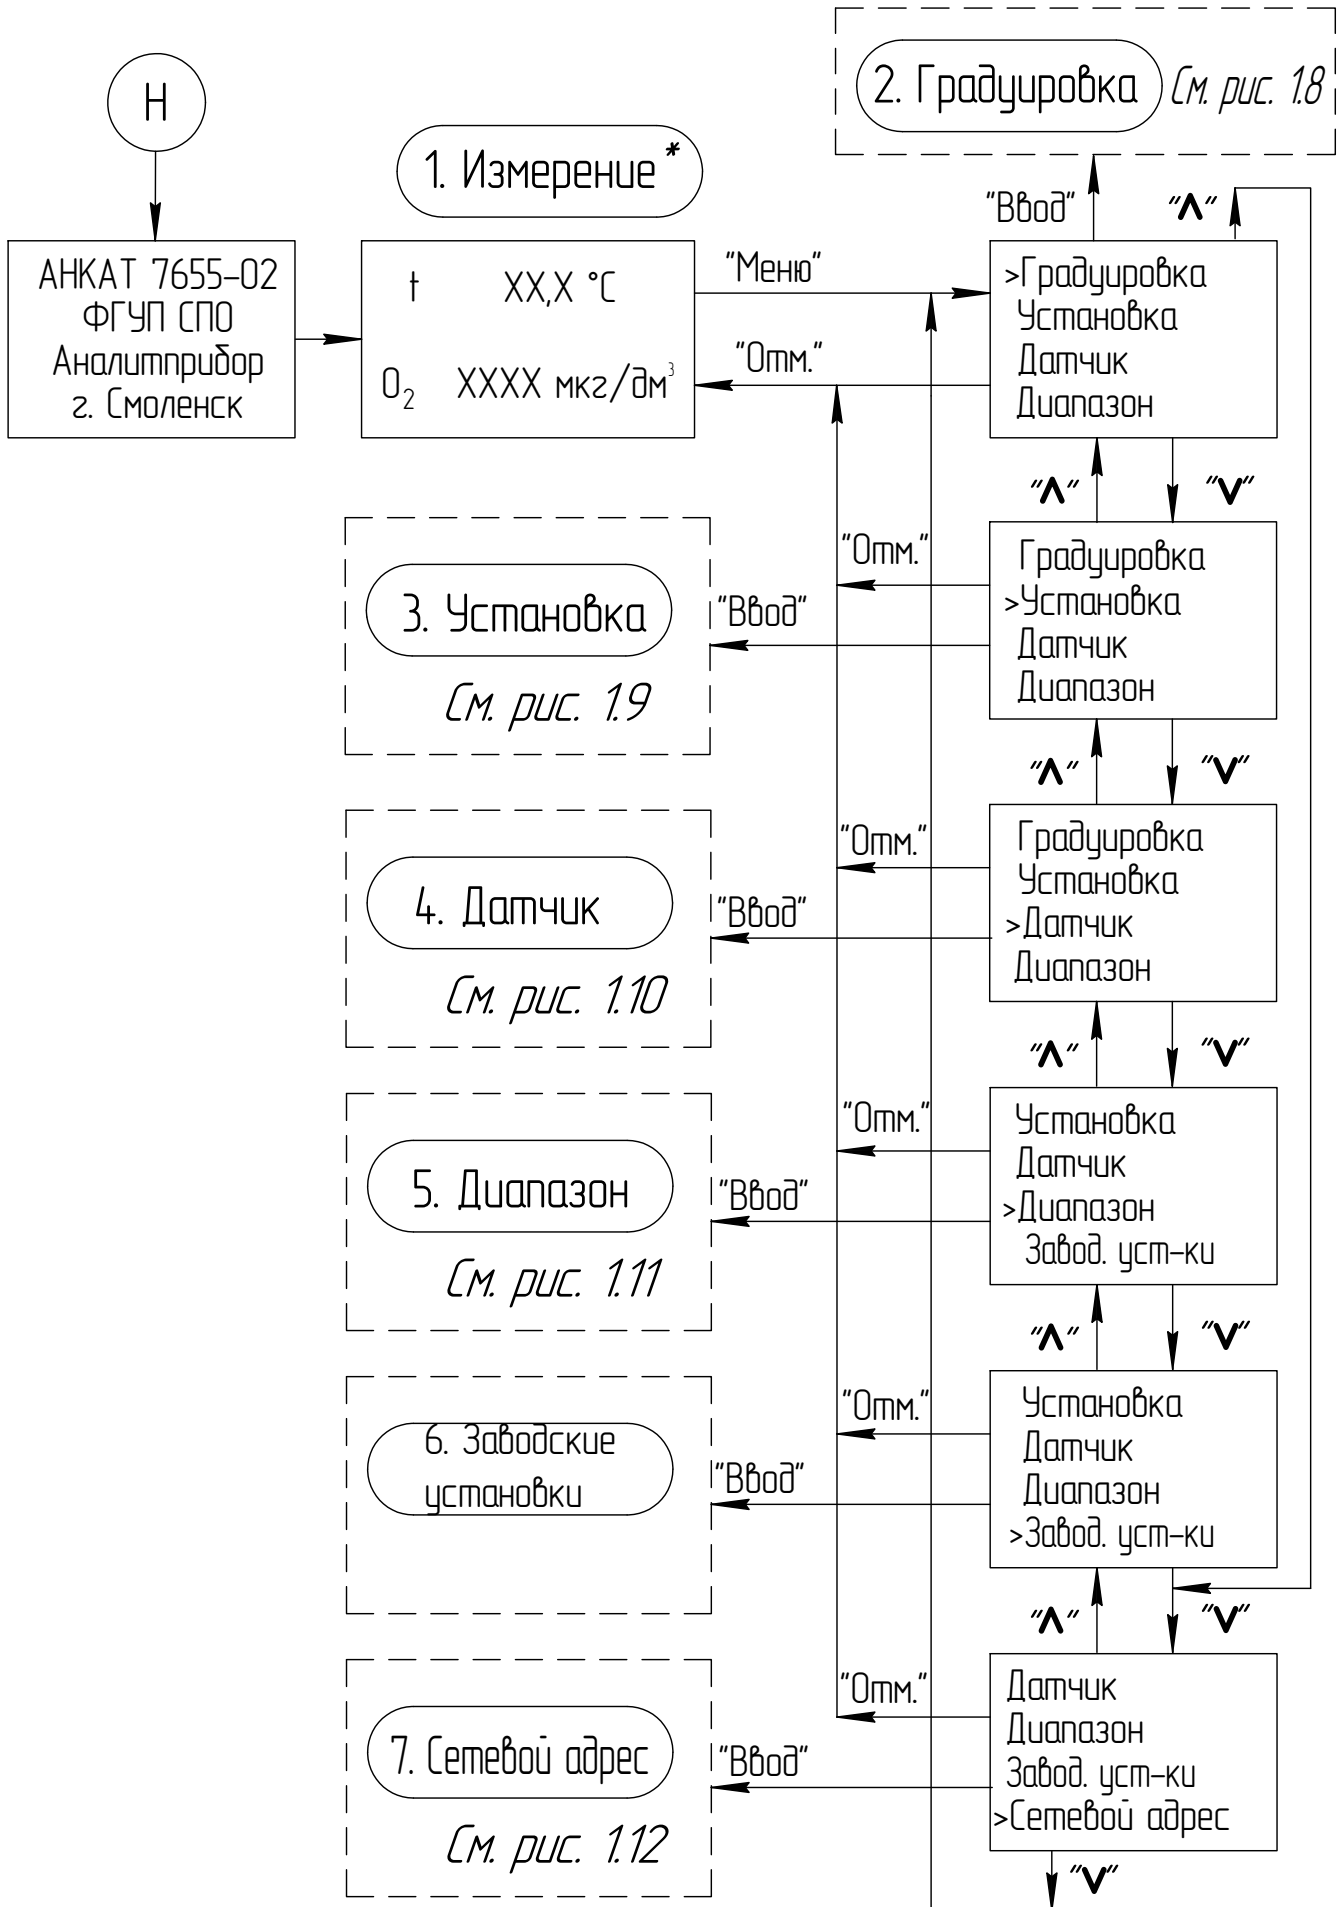 2. Градуировка
См. рис. 1.8
Н
1. Измерение*
"Ввод"
"Λ"
АНКАТ 7655-02
ФГУП СПО
Аналитприбор
г. Смоленск
t XX,X °C
O₂ XXXX мкг/дм³
"Меню"
"Отм."
>Градуировка
Установка
Датчик
Диапазон
"Λ"
"V"
3. Установка
См. рис. 1.9
"Отм."
"Ввод"
Градуировка
>Установка
Датчик
Диапазон
"Λ"
"V"
4. Датчик
См. рис. 1.10
"Отм."
"Ввод"
Градуировка
Установка
>Датчик
Диапазон
"Λ"
"V"
5. Диапазон
См. рис. 1.11
"Отм."
"Ввод"
Установка
Датчик
>Диапазон
Завод. уст-ки
"Λ"
"V"
6. Заводские
установки
"Отм."
"Ввод"
Установка
Датчик
Диапазон
>Завод. уст-ки
"Λ"
"V"
7. Сетевой адрес
См. рис. 1.12
"Отм."
"Ввод"
Датчик
Диапазон
Завод. уст-ки
>Сетевой адрес
"V"